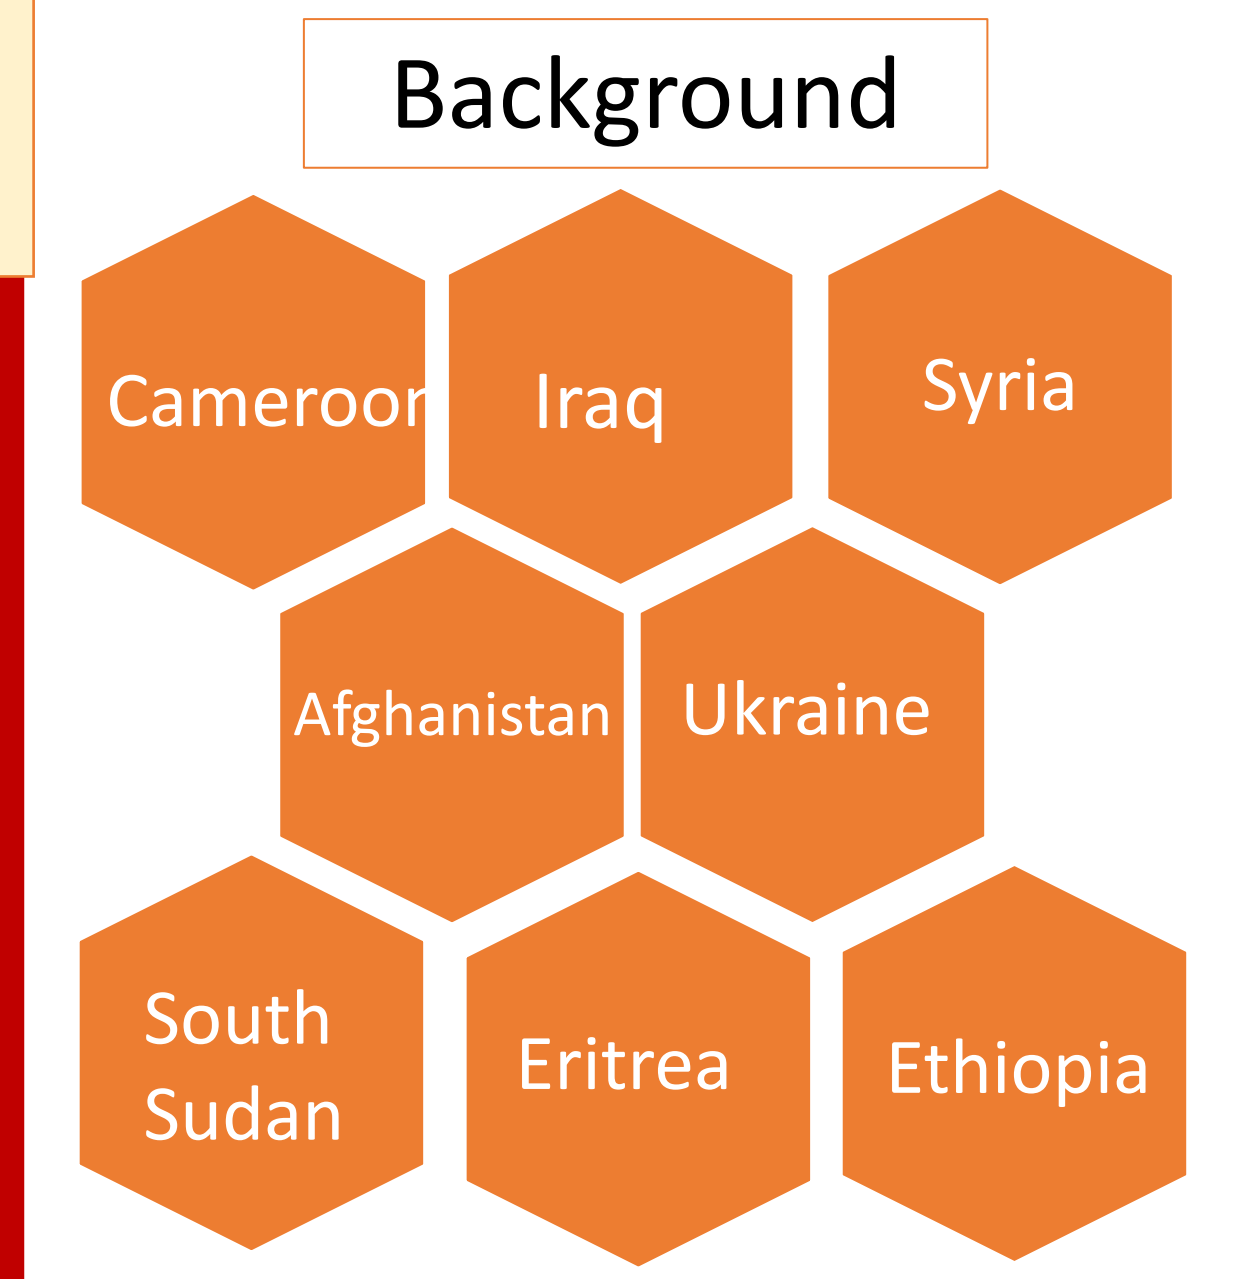 Background
Cameroon
Iraq
Syria
Afghanistan
Ukraine
South
Sudan
Eritrea
Ethiopia